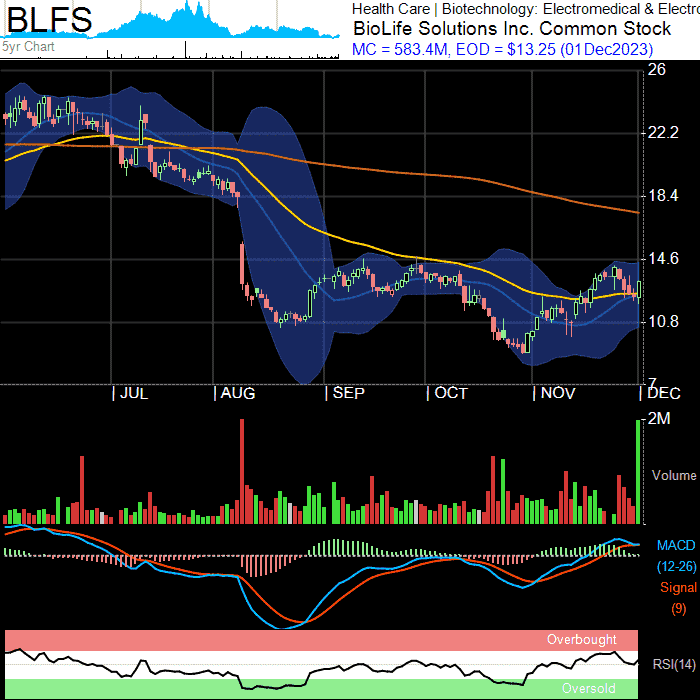 BLFS
5yr Chart
Health Care | Biotechnology: Electromedical & Electro
BioLife Solutions Inc. Common Stock
MC = 583.4M, EOD = $13.25 (01Dec2023)
26
22.2
18.4
14.6
10.8
7
| JUL | AUG | SEP | OCT | NOV | DEC
2M
Volume
MACD
(12-26)
Signal
(9)
Overbought
RSI(14)
Oversold